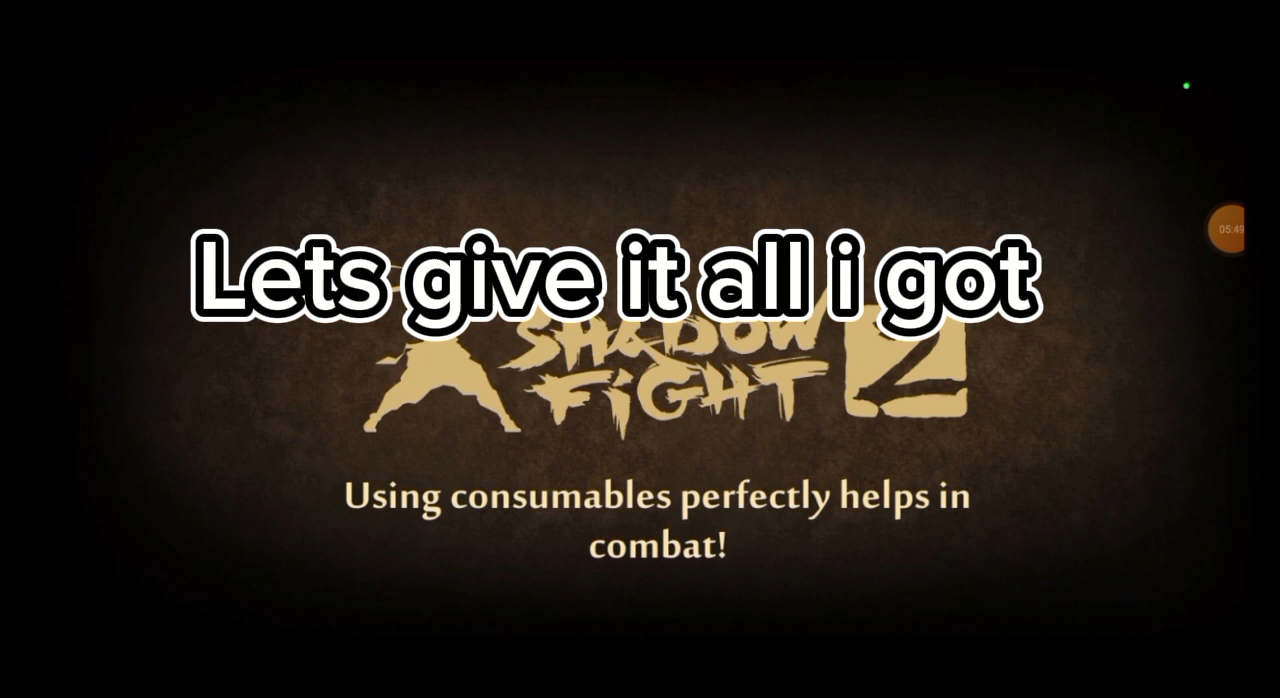 Lets give it all i got
SHADOW
FIGHT 2
Using consumables perfectly helps in
combat!
05:49